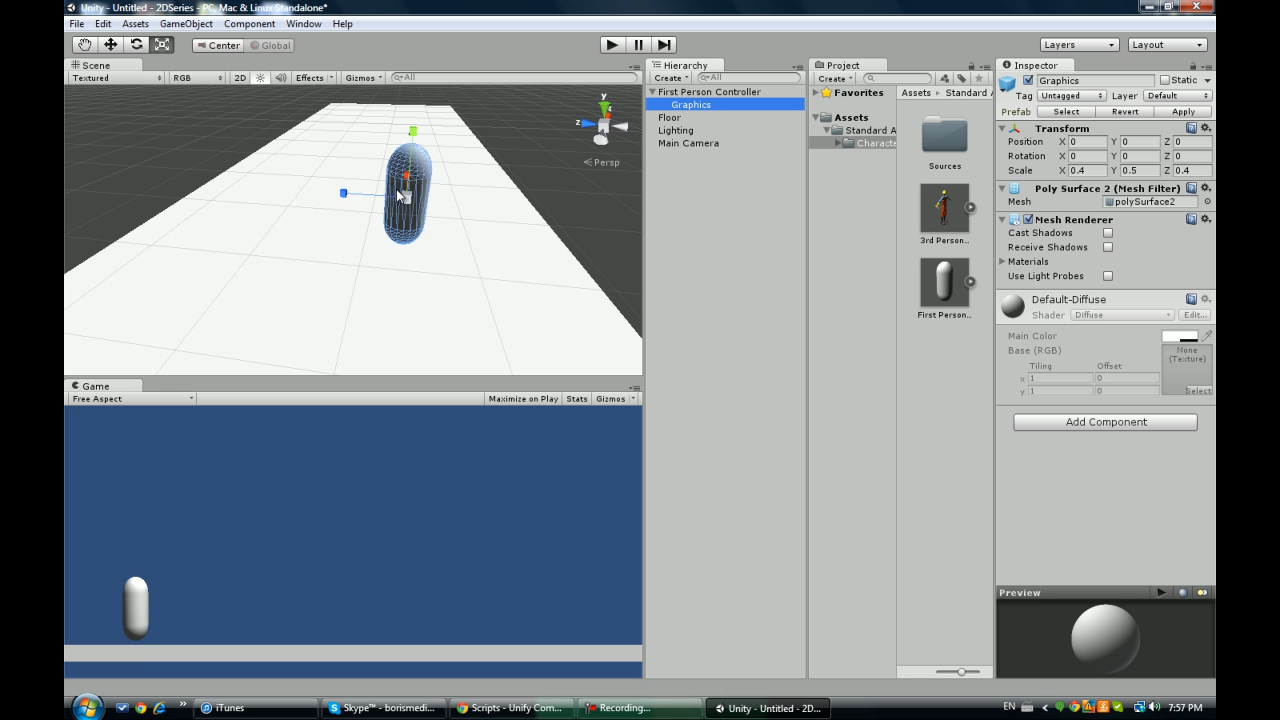 Unity - Untitled - 2DSeries - PC, Mac & Linux Standalone*
File Edit Assets GameObject Component Window Help
Center Global Layers Layout
Scene Hierarchy Project Inspector
Textured RGB 2D Effects Gizmos All
Create All
Create
Graphics Static
Tag Untagged Layer Default
Prefab Select Revert Apply
First Person Controller
Graphics
Floor
Lighting
Main Camera
Favorites
Assets
Standard A
Characte
Assets Standard A
Sources
3rd Person...
First Person...
y
z
Persp
Transform
Position X 0 Y 0 Z 0
Rotation X 0 Y 0 Z 0
Scale X 0.4 Y 0.5 Z 0.4
Poly Surface 2 (Mesh Filter)
Mesh polySurface2
Mesh Renderer
Cast Shadows
Receive Shadows
Materials
Use Light Probes
Default-Diffuse
Shader Diffuse Edit...
Main Color
Base (RGB)
None
(Texture)
Tiling Offset
x 1 0
y 1 0
Select
Add Component
Game
Free Aspect Maximize on Play Stats Gizmos
Preview
iTunes Skype™ - borismedi... Scripts - Unify Com... Recording... Unity - Untitled - 2D... EN 7:57 PM